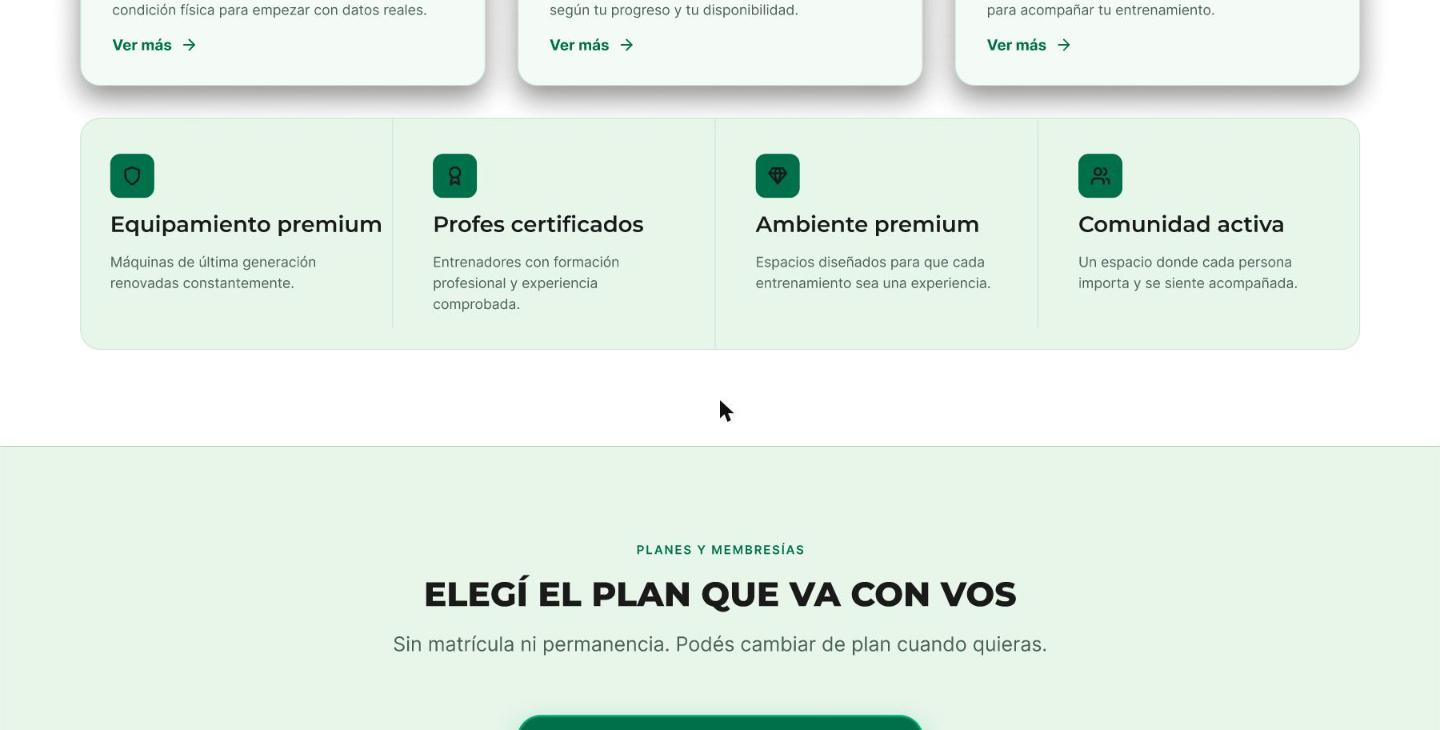 condición física para empezar con datos reales.
Ver más
según tu progreso y tu disponibilidad.
Ver más
para acompañar tu entrenamiento.
Ver más
Equipamiento premium
Máquinas de última generación
renovadas constantemente.
Profes certificados
Entrenadores con formación
profesional y experiencia
comprobada.
Ambiente premium
Espacios diseñados para que cada
entrenamiento sea una experiencia.
Comunidad activa
Un espacio donde cada persona
importa y se siente acompañada.
PLANES Y MEMBRESÍAS
ELEGÍ EL PLAN QUE VA CON VOS
Sin matrícula ni permanencia. Podés cambiar de plan cuando quieras.